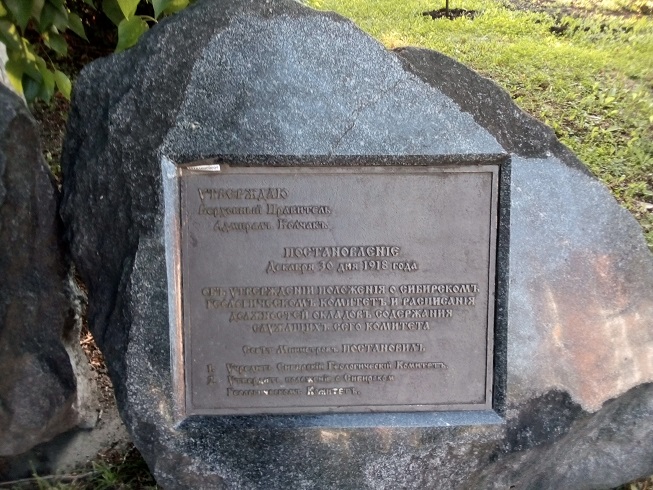 УТВЕРЖДАЮ
Верховный Правитель
Адмиралъ Колчакъ
ПОСТАНОВЛЕНІЕ
Декабря 30 дня 1918 года
ОБЪ УТВЕРЖДЕНІИ ПОЛОЖЕНІЯ О СИБИРСКОМЪ
ГЕОЛОГИЧЕСКОМЪ КОМИТЕТѢ И РАСПИСАНІЯ
ДОЛЖНОСТЕЙ ОКЛАДОВЪ СОДЕРЖАНІЯ
СЛУЖАЩИХЪ СЕГО КОМИТЕТА
Совѣтъ Министровъ ПОСТАНОВИЛЪ
1. Учредить Сибирскій Геологическій Комитетъ.
2. Утвердить положеніе о Сибирском
Геологическомъ Комитетѣ.